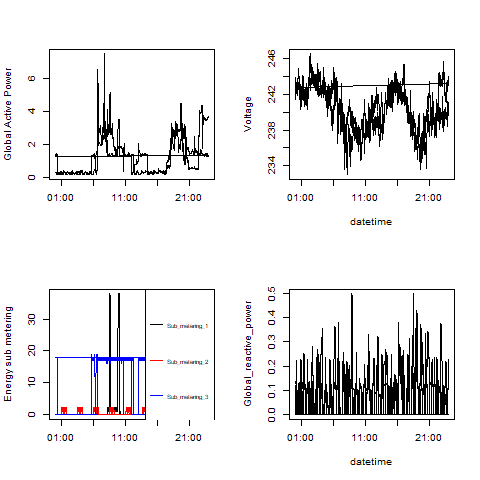 Global Active Power
0 2 4 6
01:00 11:00 21:00
Voltage
234 238 242 246
01:00 11:00 21:00
datetime
Energy sub metering
0 10 20 30
Sub_metering_1
Sub_metering_2
Sub_metering_3
01:00 11:00 21:00
Global_reactive_power
0.0 0.1 0.2 0.3 0.4 0.5
01:00 11:00 21:00
datetime